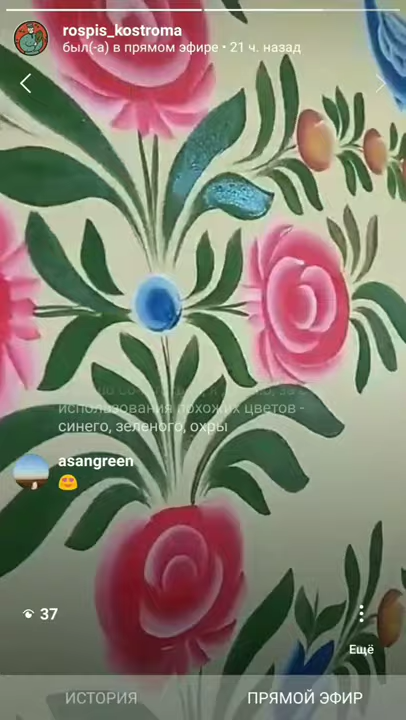 rospis_kostroma
был(-а) в прямом эфире • 21 ч. назад
использования похожих цветов -
синего, зеленого, охры
asangreen
37
Ещё
ИСТОРИЯ
ПРЯМОЙ ЭФИР